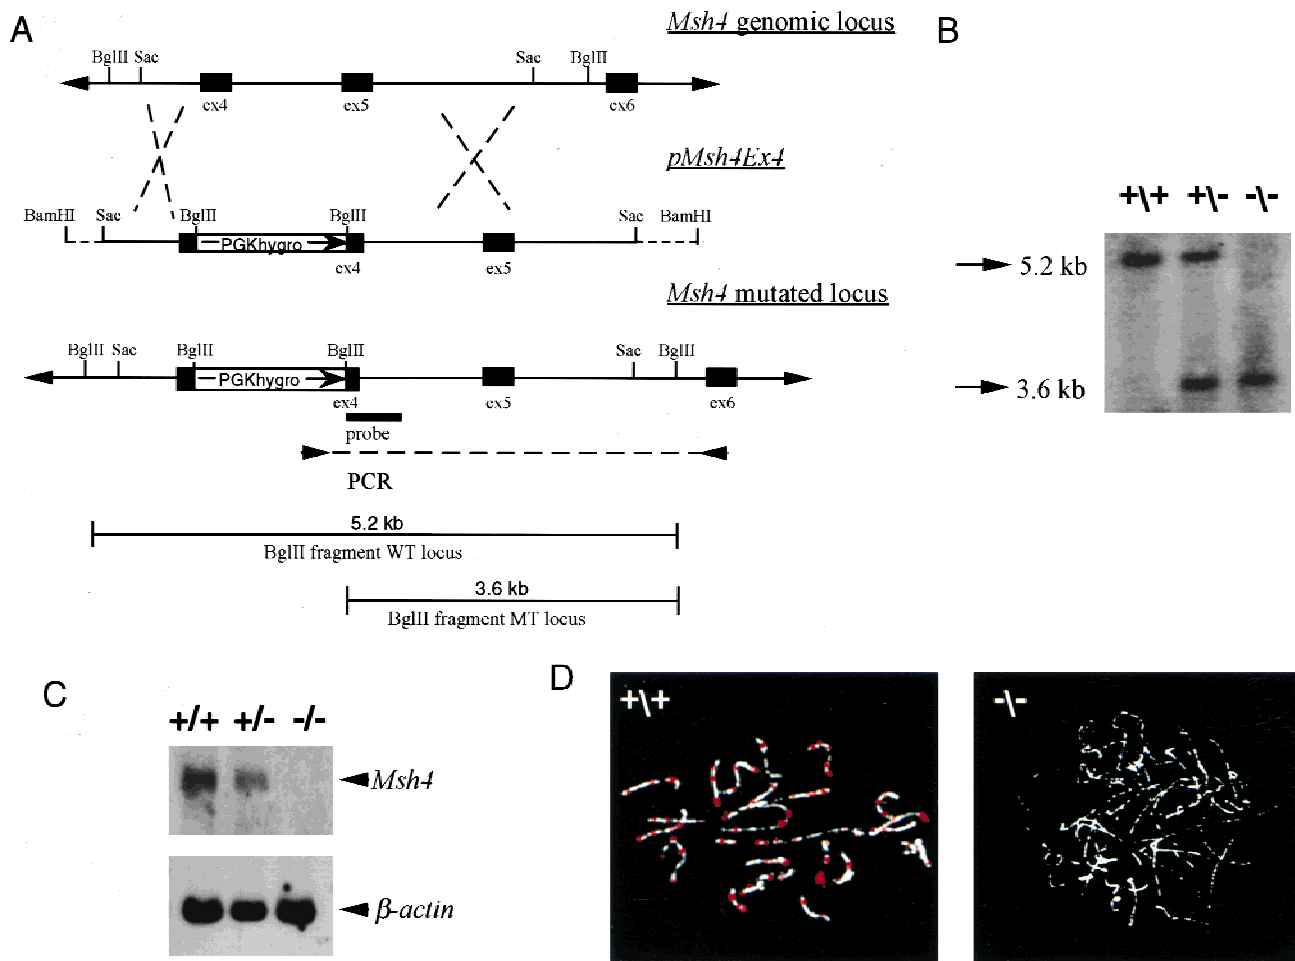 A
Msh4 genomic locus
BglII Sac Sac BglII
ex4 ex5 ex6
pMsh4Ex4
BamHI Sac BglII BglII Sac BamHI
PGKhygro
ex4 ex5
Msh4 mutated locus
BglII Sac BglII BglII Sac BglII
PGKhygro
ex4 ex5 ex6
probe
PCR
5.2 kb
BglII fragment WT locus
3.6 kb
BglII fragment MT locus
B
+\+ +\- -\-
5.2 kb
3.6 kb
C
+/+ +/- -/-
Msh4
β-actin
D
+\+
-\-